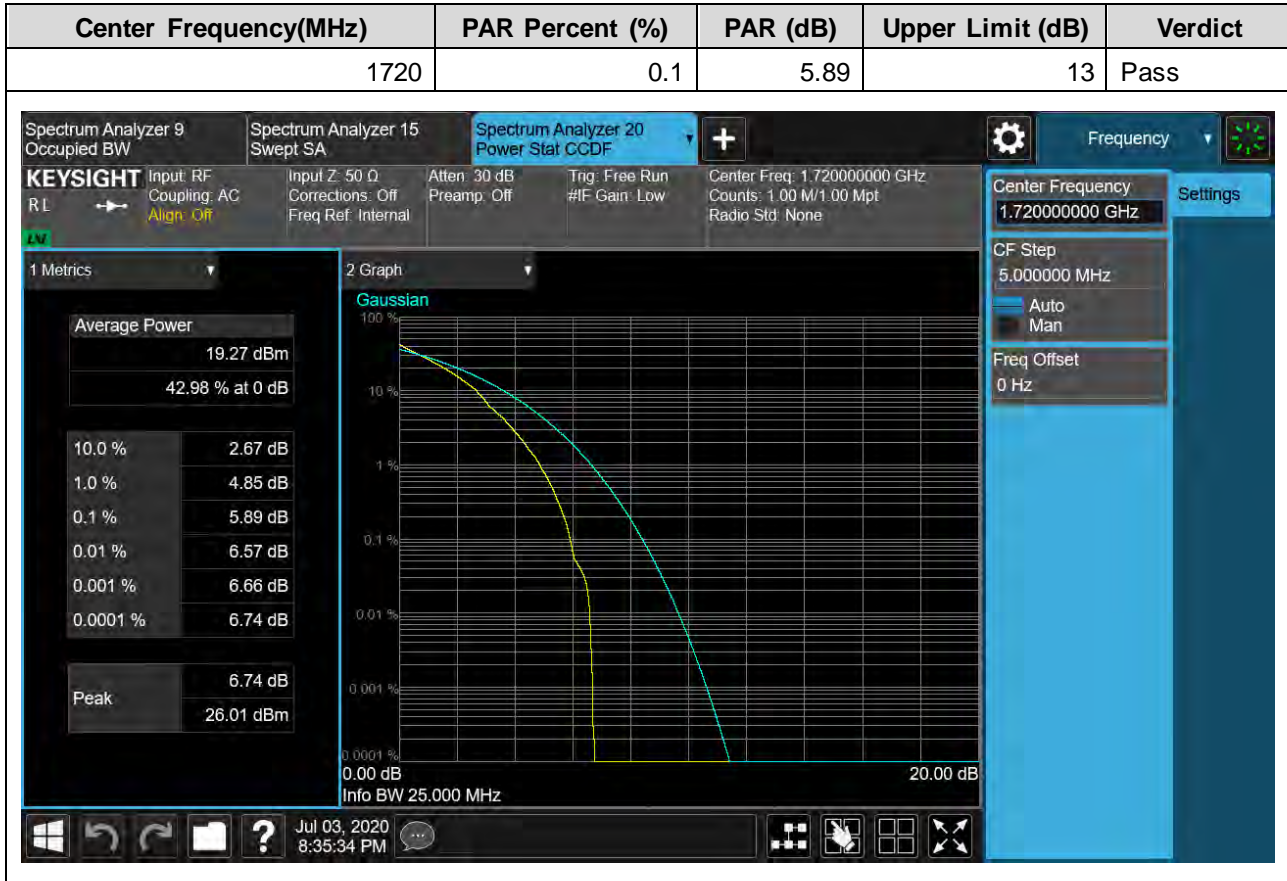 Center Frequency(MHz) PAR Percent (%) PAR (dB) Upper Limit (dB) Verdict
1720 0.1 5.89 13 Pass
Spectrum Analyzer 9 Spectrum Analyzer 15 Spectrum Analyzer 20
Occupied BW Swept SA Power Stat CCDF
+
Frequency
KEYSIGHT Input: RF Input Z: 50 Ω Atten: 30 dB Trig: Free Run Center Freq: 1.720000000 GHz
RL Coupling: AC Corrections: Off Preamp: Off #IF Gain: Low Counts: 1.00 M/1.00 Mpt
Align: Off Freq Ref: Internal Radio Std: None
Center Frequency
1.720000000 GHz
Settings
CF Step
5.000000 MHz
Auto
Man
Freq Offset
0 Hz
1 Metrics
Average Power
19.27 dBm
42.98 % at 0 dB
10.0 % 2.67 dB
1.0 % 4.85 dB
0.1 % 5.89 dB
0.01 % 6.57 dB
0.001 % 6.66 dB
0.0001 % 6.74 dB
Peak 6.74 dB
26.01 dBm
2 Graph
Gaussian
100 %
10 %
1 %
0.1 %
0.01 %
0.001 %
0.0001 %
0.00 dB 20.00 dB
Info BW 25.000 MHz
?
Jul 03, 2020
8:35:34 PM